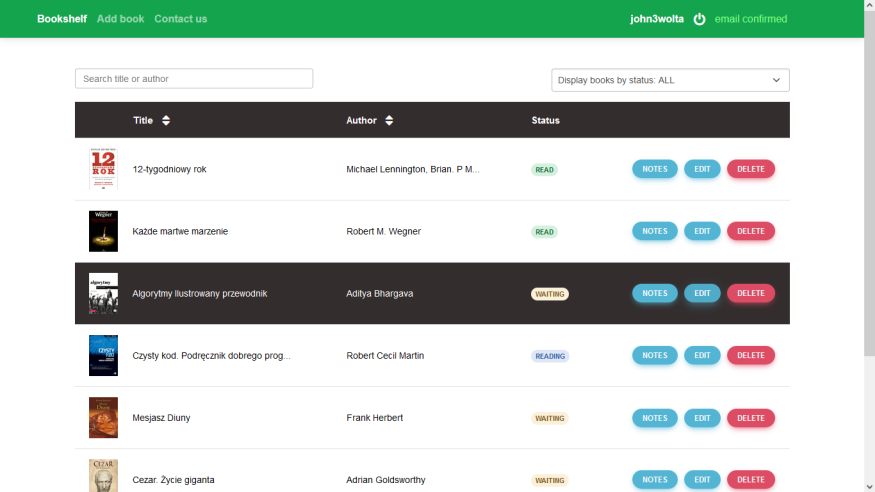 Bookshelf Add book Contact us john3wolta email confirmed
Search title or author Display books by status: ALL
Title Author Status
12 ROK
12-tygodniowy rok Michael Lennington, Brian. P M... READ NOTES EDIT DELETE
Wegner
Każde martwe marzenie Robert M. Wegner READ NOTES EDIT DELETE
algorytmy
Algorytmy Ilustrowany przewodnik Aditya Bhargava WAITING NOTES EDIT DELETE
CZYSTY KOD
Czysty kod. Podręcznik dobrego prog... Robert Cecil Martin READING NOTES EDIT DELETE
Mesjasz Diuny Frank Herbert WAITING NOTES EDIT DELETE
CEZAR
Cezar. Życie giganta Adrian Goldsworthy WAITING NOTES EDIT DELETE